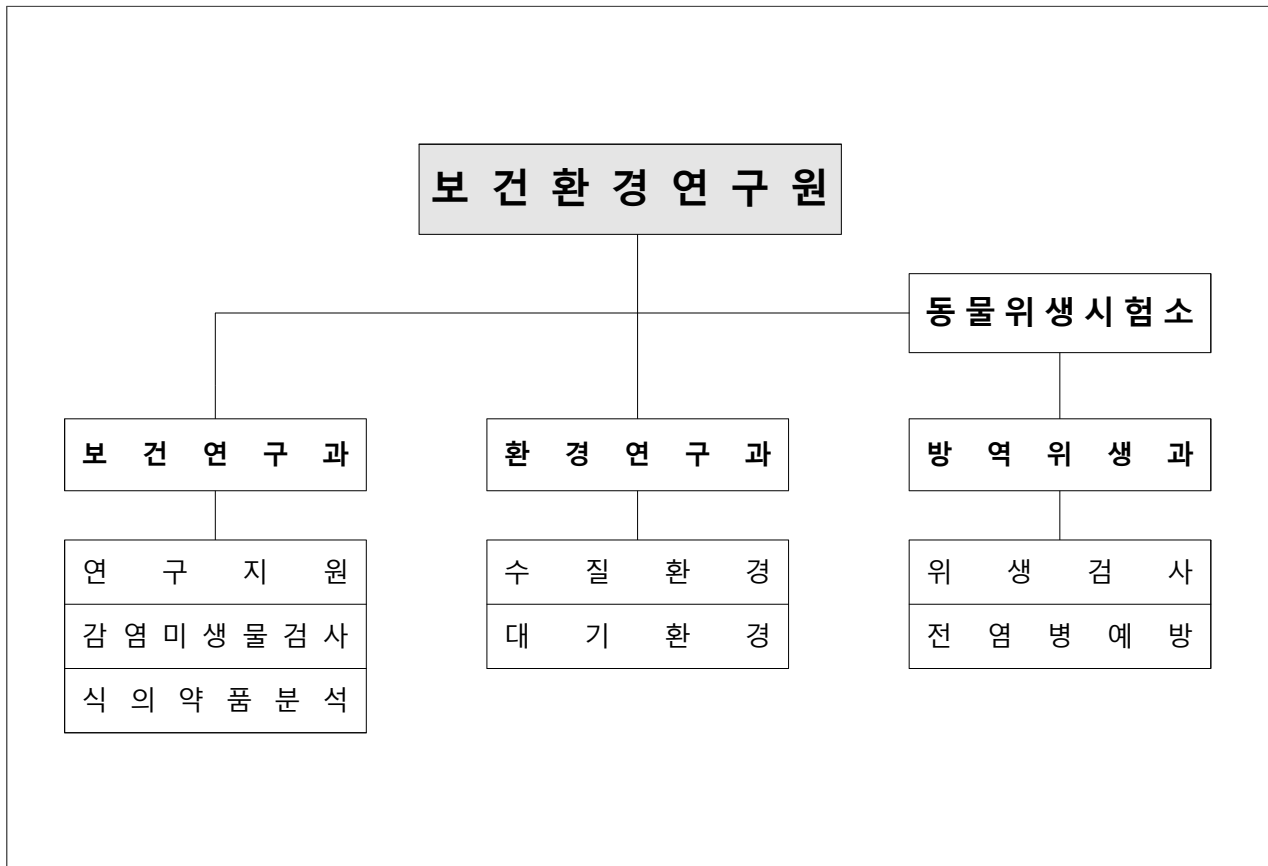 보건환경연구원
동물위생시험소
보건연구과
환경연구과
방역위생과
연구지원
감염미생물검사
식의약품분석
수질환경
대기환경
위생검사
전염병예방